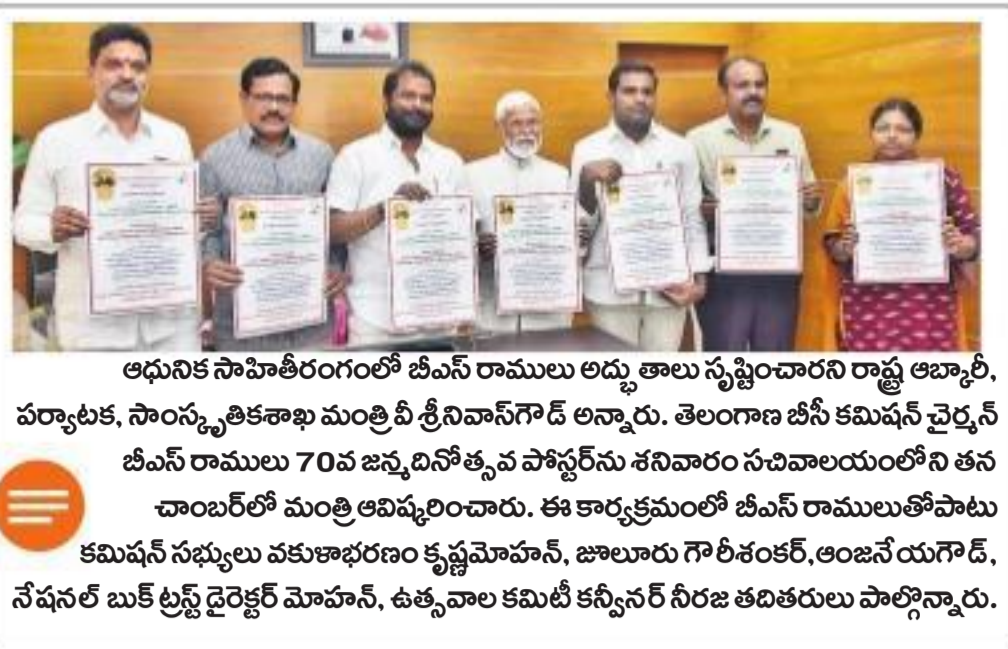 ఆధునిక సాహితీరంగంలో బీఎస్ రాములు అద్భుతాలు సృష్టించారని రాష్ట్ర ఆబ్కారీ,
పర్యాటక, సాంస్కృతికశాఖ మంత్రి వీ శ్రీనివాస్‌గౌడ్ అన్నారు. తెలంగాణ బీసీ కమిషన్ చైర్మన్
బీఎస్ రాములు 70వ జన్మదినోత్సవ పోస్టర్‌ను శనివారం సచివాలయంలోని తన
చాంబర్‌లో మంత్రి ఆవిష్కరించారు. ఈ కార్యక్రమంలో బీఎస్ రాములుతోపాటు
కమిషన్ సభ్యులు వకుళాభరణం కృష్ణమోహన్, జూలూరు గౌరీశంకర్,ఆంజనేయగౌడ్,
నేషనల్ బుక్ ట్రస్ట్ డైరెక్టర్ మోహన్, ఉత్సవాల కమిటీ కన్వీనర్ నీరజ తదితరులు పాల్గొన్నారు.